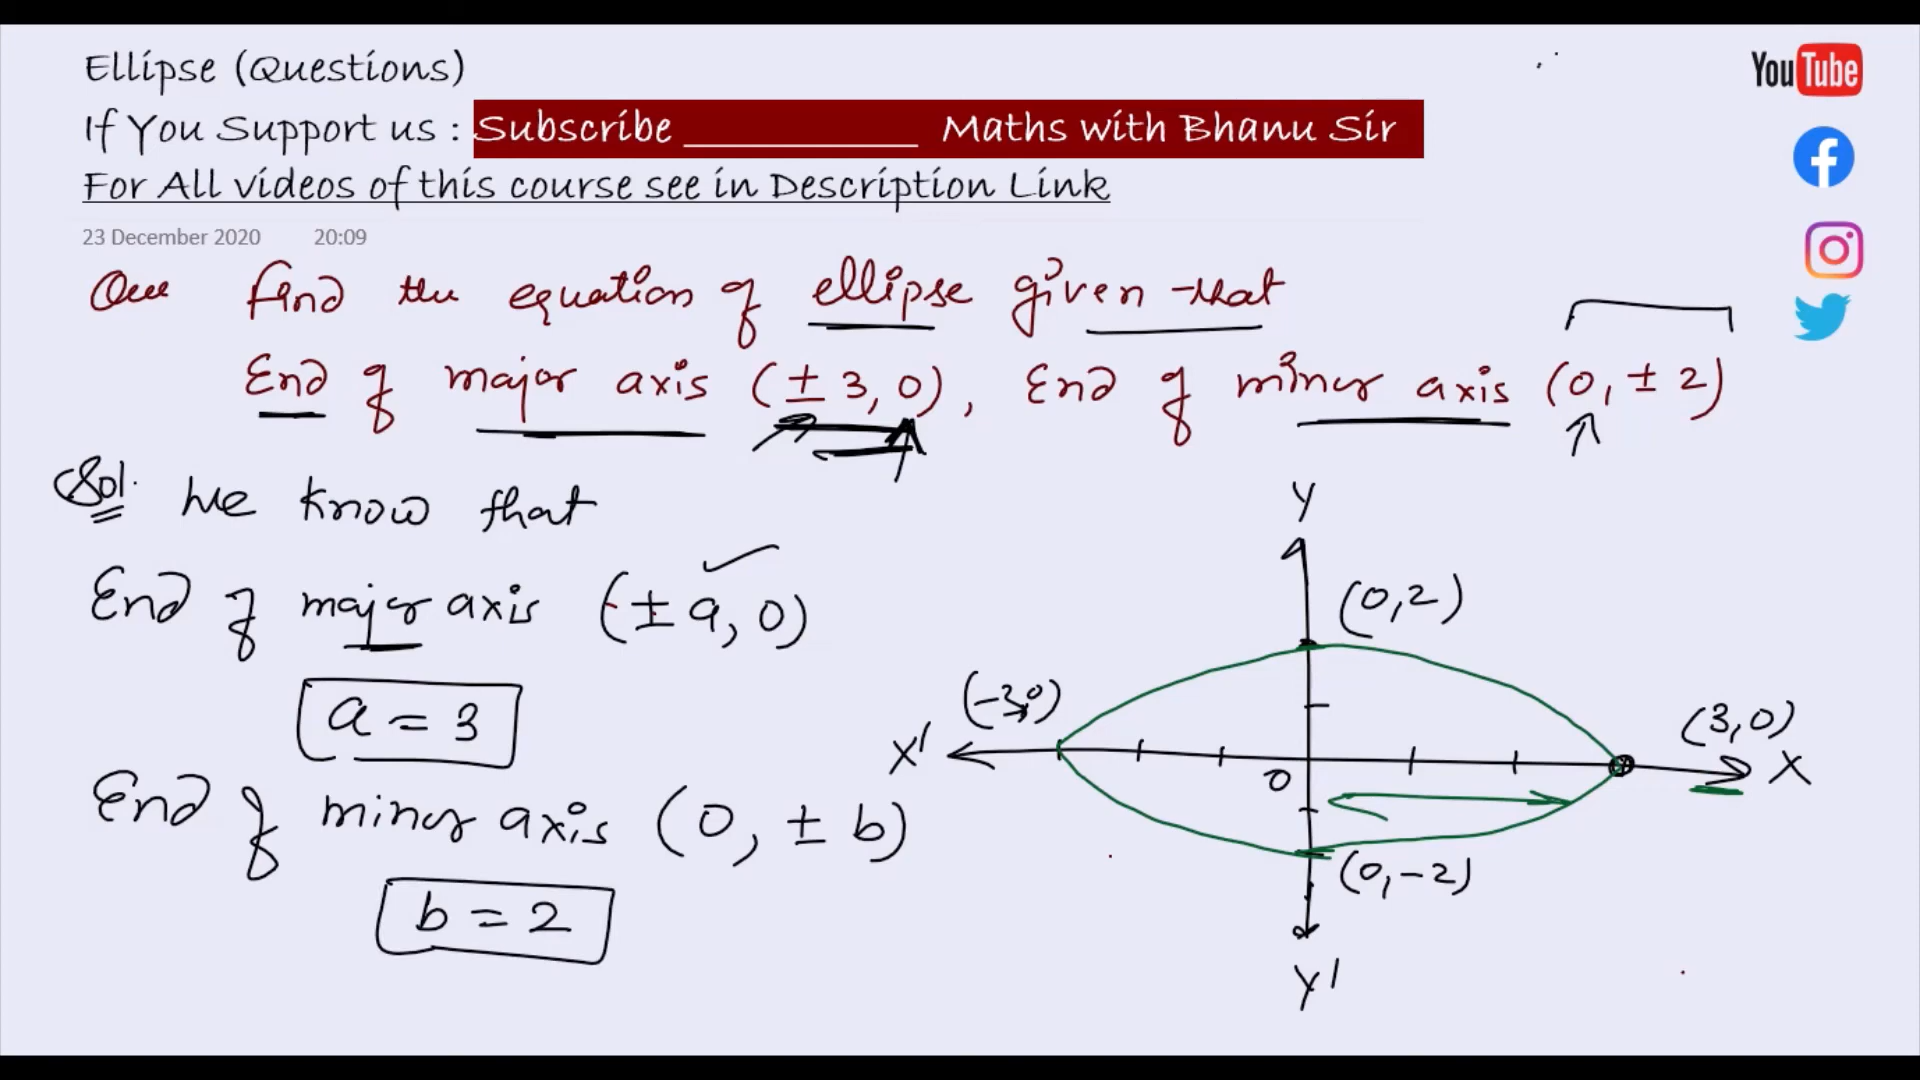 Ellipse (Questions)
YouTube
If You Support us : Subscribe ____________ Maths with Bhanu Sir
For All videos of this course see in Description Link
23 December 2020 20:09
Que find the equation of ellipse given that
End of major axis (± 3, 0), End of minor axis (0, ± 2)
Sol. We know that
End of major axis (± a, 0)
a = 3
End of minor axis (0, ± b)
b = 2
Y
(0,2)
(-3,0)
(3,0)
X'
O
X
(0,-2)
Y'